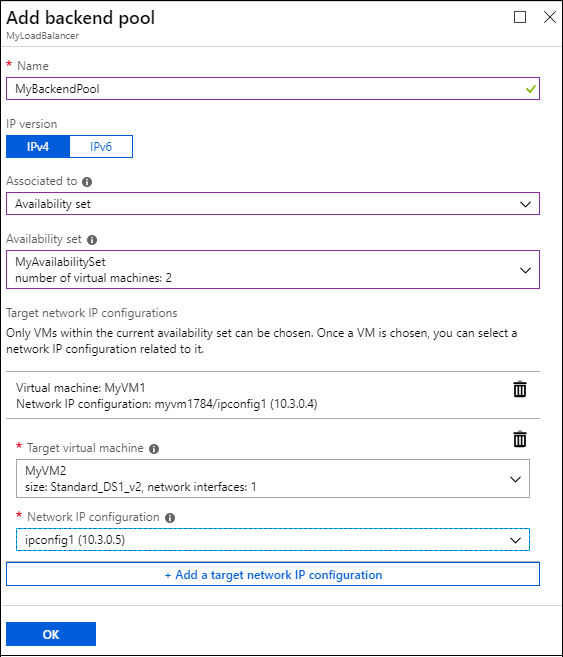 Add backend pool
MyLoadBalancer
* Name
MyBackendPool
IP version
IPv4 IPv6
Associated to
Availability set
Availability set
MyAvailabilitySet
number of virtual machines: 2
Target network IP configurations
Only VMs within the current availability set can be chosen. Once a VM is chosen, you can select a
network IP configuration related to it.
Virtual machine: MyVM1
Network IP configuration: myvm1784/ipconfig1 (10.3.0.4)
* Target virtual machine
MyVM2
size: Standard_DS1_v2, network interfaces: 1
* Network IP configuration
ipconfig1 (10.3.0.5)
+ Add a target network IP configuration
OK